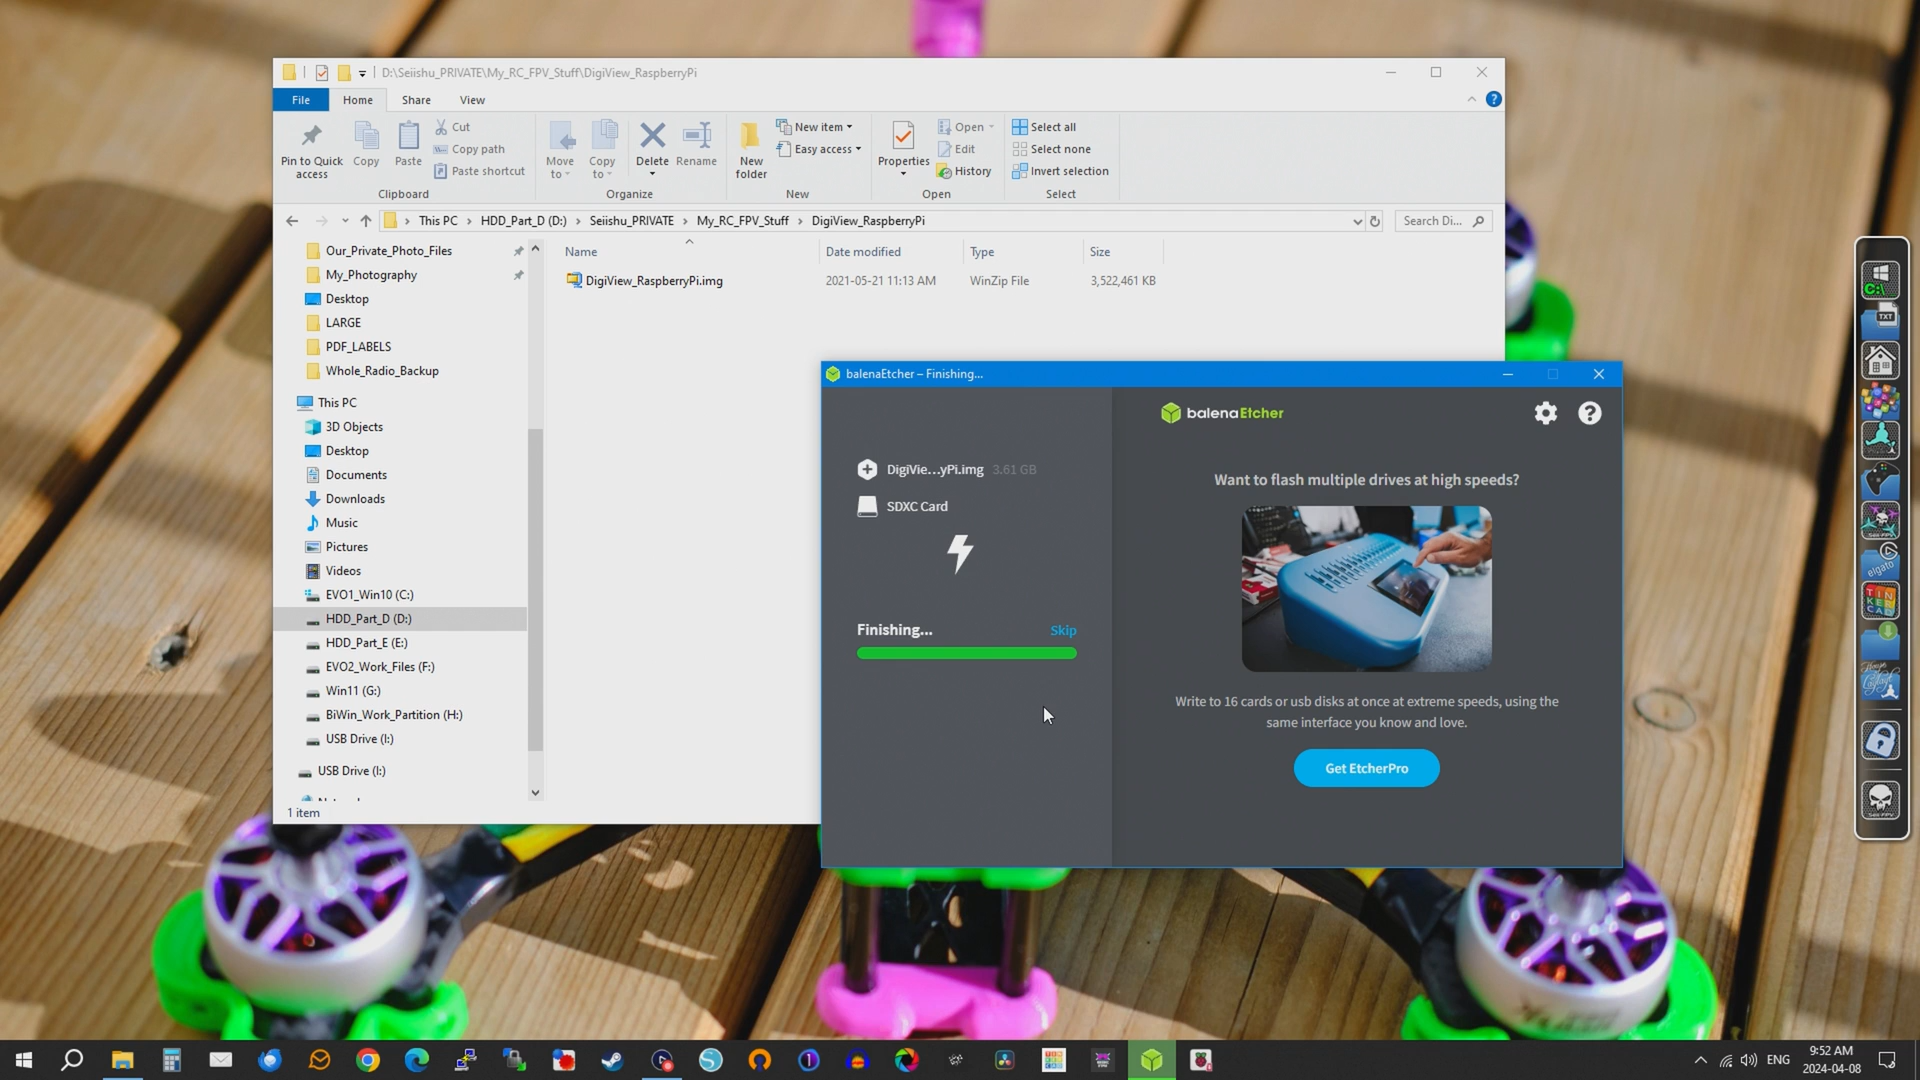 D:\Seiishu_PRIVATE\My_RC_FPV_Stuff\DigiView_RaspberryPi
File Home Share View
Pin to Quick access
Copy
Paste
Cut
Copy path
Paste shortcut
Clipboard
Move to
Copy to
Delete
Rename
Organize
New folder
New item
Easy access
New
Properties
Open
Edit
History
Open
Select all
Select none
Invert selection
Select
This PC > HDD_Part_D (D:) > Seiishu_PRIVATE > My_RC_FPV_Stuff > DigiView_RaspberryPi
Search Di...
Our_Private_Photo_Files
My_Photography
Desktop
LARGE
PDF_LABELS
Whole_Radio_Backup
This PC
3D Objects
Desktop
Documents
Downloads
Music
Pictures
Videos
EVO1_Win10 (C:)
HDD_Part_D (D:)
HDD_Part_E (E:)
EVO2_Work_Files (F:)
Win11 (G:)
BiWin_Work_Partition (H:)
USB Drive (I:)
USB Drive (I:)
1 item
Name Date modified Type Size
DigiView_RaspberryPi.img 2021-05-21 11:13 AM WinZip File 3,522,461 KB
balenaEtcher – Finishing...
DigiVie...yPi.img 3.61 GB
SDXC Card
Finishing... Skip
balenaEtcher
Want to flash multiple drives at high speeds?
Write to 16 cards or usb disks at once at extreme speeds, using the
same interface you know and love.
Get EtcherPro
C:\
TXT
elgato
TIN
KER
CAD
ENG
9:52 AM
2024-04-08